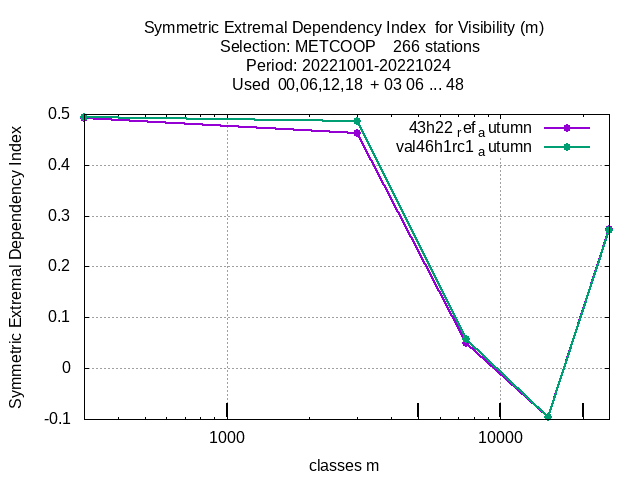 Symmetric Extremal Dependency Index  for Visibility (m)
Selection: METCOOP    266 stations
Period: 20221001-20221024
Used  00,06,12,18  + 03 06 ... 48
43h22 ref a utumn
val46h1rc1 a utumn
Symmetric Extremal Dependency Index
0.5
0.4
0.3
0.2
0.1
0
-0.1
1000
10000
classes m